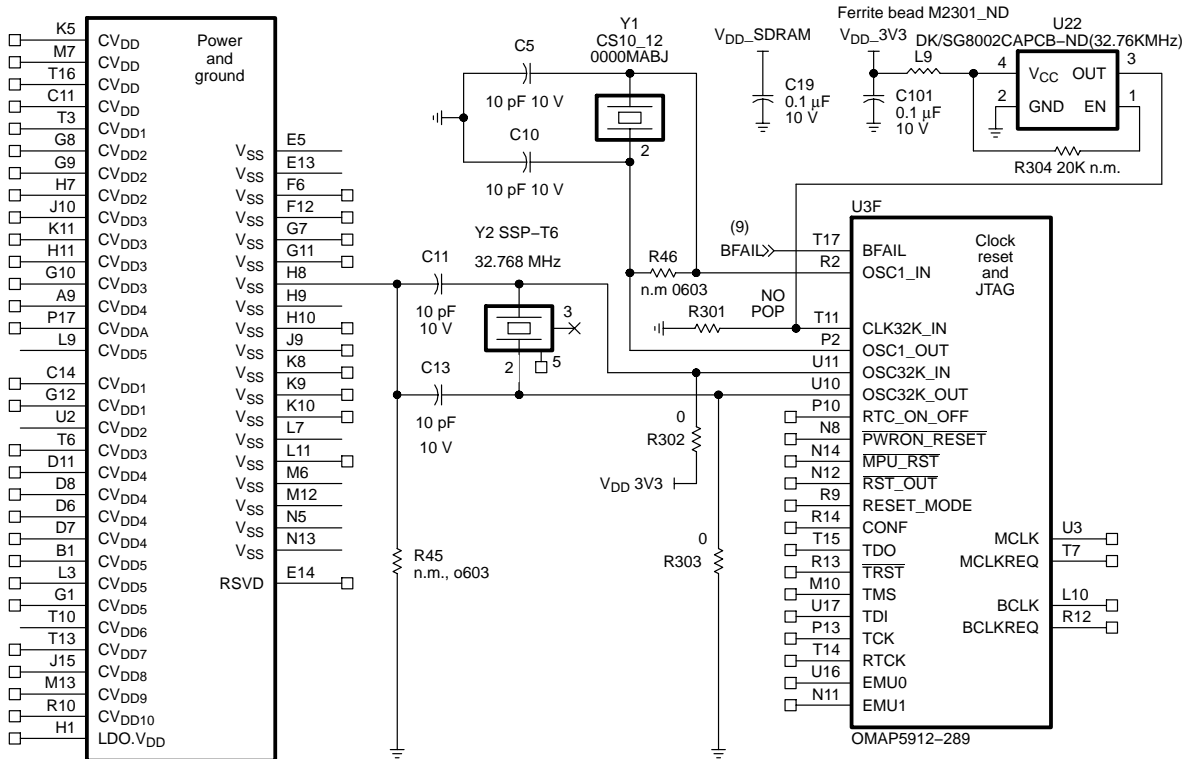 Power
and
ground
K5 CVDD
M7 CVDD
T16 CVDD
C11 CVDD
T3 CVDD1
G8 CVDD2
G9 CVDD2
H7 CVDD2
J10 CVDD3
K11 CVDD3
H11 CVDD3
G10 CVDD3
A9 CVDD4
P17 CVDDA
L9 CVDD5
C14 CVDD1
G12 CVDD1
U2 CVDD2
T6 CVDD3
D11 CVDD4
D8 CVDD4
D6 CVDD4
D7 CVDD4
B1 CVDD5
L3 CVDD5
G1 CVDD5
T10 CVDD6
T13 CVDD7
J15 CVDD8
M13 CVDD9
R10 CVDD10
H1 LDO.VDD
VSS E5
VSS E13
VSS F6
VSS F12
VSS G7
VSS G11
VSS H8
VSS H9
VSS H10
VSS J9
VSS K8
VSS K9
VSS K10
VSS L7
VSS L11
VSS M6
VSS M12
VSS N5
VSS N13
RSVD E14
C5
10 pF 10 V
C10
10 pF 10 V
Y1
CS10_12
0000MABJ
2
Y2 SSP–T6
32.768 MHz
3
2
5
C11
10 pF
10 V
C13
10 pF
10 V
R45
n.m., o603
R46
n.m 0603
VDD_SDRAM
C19
0.1 µF
10 V
Ferrite bead M2301_ND
VDD_3V3
L9
C101
0.1 µF
10 V
U22
DK/SG8002CAPCB–ND(32.76KMHz)
4 VCC OUT 3
2 GND EN 1
R304 20K n.m.
(9)
BFAIL
R301
NO
POP
0
R302
VDD 3V3
0
R303
U3F
Clock
reset
and
JTAG
T17 BFAIL
R2 OSC1_IN
T11 CLK32K_IN
P2 OSC1_OUT
U11 OSC32K_IN
U10 OSC32K_OUT
P10 RTC_ON_OFF
N8 PWRON_RESET
N14 MPU_RST
N12 RST_OUT
R9 RESET_MODE
R14 CONF
T15 TDO
R13 TRST
M10 TMS
U17 TDI
P13 TCK
T14 RTCK
U16 EMU0
N11 EMU1
MCLK U3
MCLKREQ T7
BCLK L10
BCLKREQ R12
OMAP5912–289